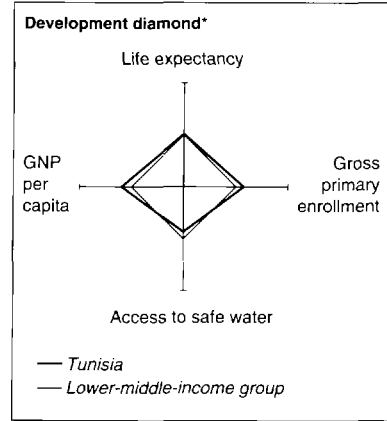 Development diamond*
Life expectancy
GNP
per
capita
Gross
primary
enrollment
Access to safe water
Tunisia
Lower-middle-income group